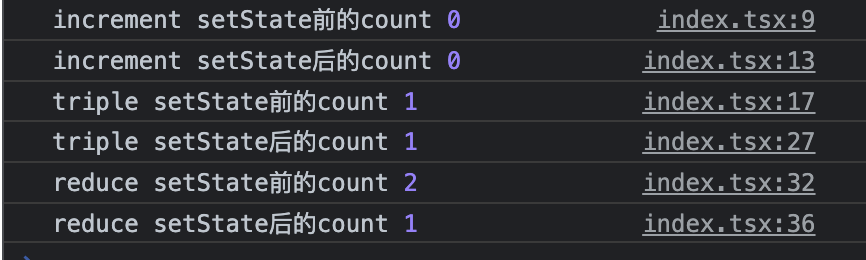 increment setState前的count 0 index.tsx:9
increment setState后的count 0 index.tsx:13
triple setState前的count 1 index.tsx:17
triple setState后的count 1 index.tsx:27
reduce setState前的count 2 index.tsx:32
reduce setState后的count 1 index.tsx:36